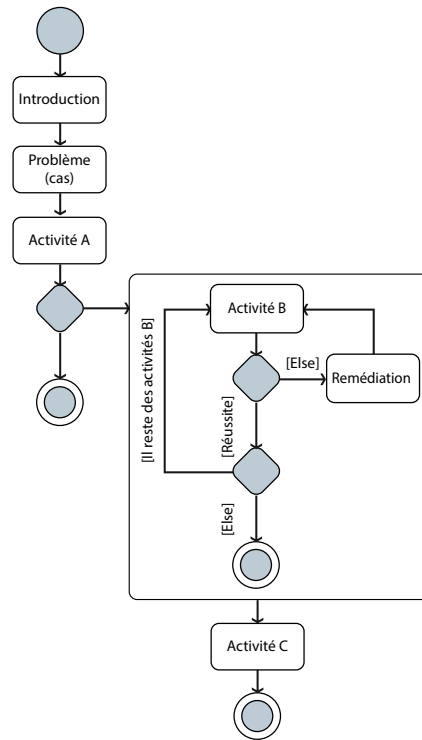 Introduction
Problème
(cas)
Activité A
Activité B
[Else]
Remédiation
[Il reste des activités B]
[Réussite]
[Else]
Activité C